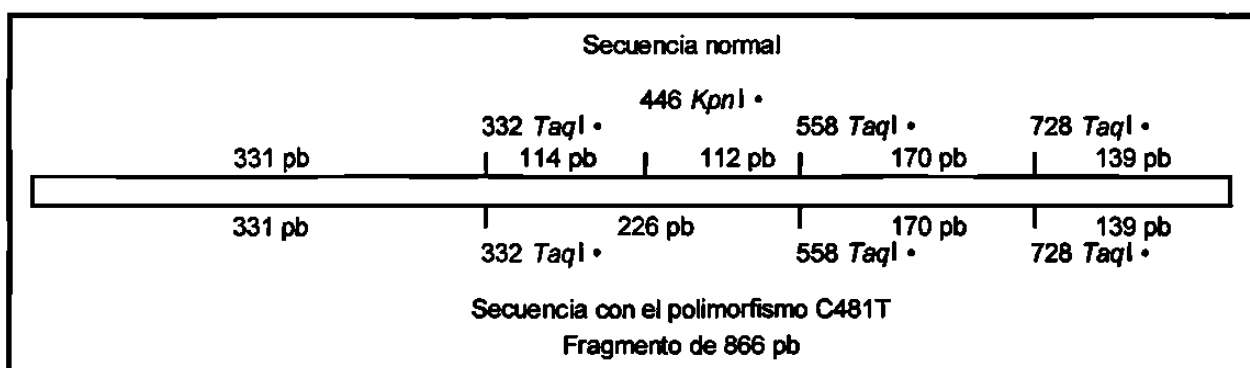 Secuencia normal
446 KpnI •
332 TaqI • 558 TaqI • 728 TaqI •
331 pb 114 pb 112 pb 170 pb 139 pb
331 pb 226 pb 170 pb 139 pb
332 TaqI • 558 TaqI • 728 TaqI •
Secuencia con el polimorfismo C481T
Fragmento de 866 pb